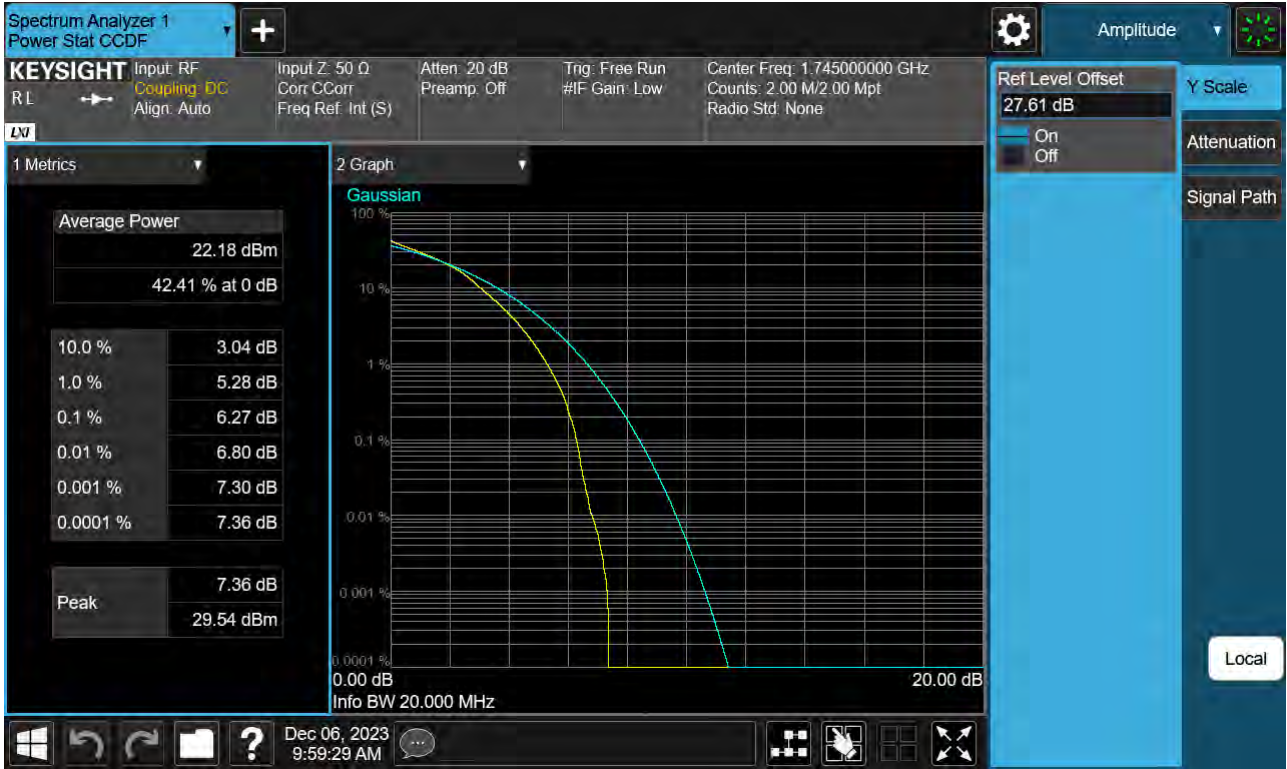 Spectrum Analyzer 1
Power Stat CCDF
+
Amplitude
KEYSIGHT
R L
LXI
Input: RF
Coupling: DC
Align: Auto
Input Z: 50 Ω
Corr CCorr
Freq Ref: Int (S)
Atten: 20 dB
Preamp: Off
Trig: Free Run
#IF Gain: Low
Center Freq: 1.745000000 GHz
Counts: 2.00 M/2.00 Mpt
Radio Std: None
Ref Level Offset
27.61 dB
On
Off
Y Scale
Attenuation
Signal Path
Local
1 Metrics
Average Power
22.18 dBm
42.41 % at 0 dB
10.0 % 3.04 dB
1.0 % 5.28 dB
0.1 % 6.27 dB
0.01 % 6.80 dB
0.001 % 7.30 dB
0.0001 % 7.36 dB
Peak
7.36 dB
29.54 dBm
2 Graph
Gaussian
100 %
10 %
1 %
0.1 %
0.01 %
0.001 %
0.0001 %
0.00 dB 20.00 dB
Info BW 20.000 MHz
?
Dec 06, 2023
9:59:29 AM